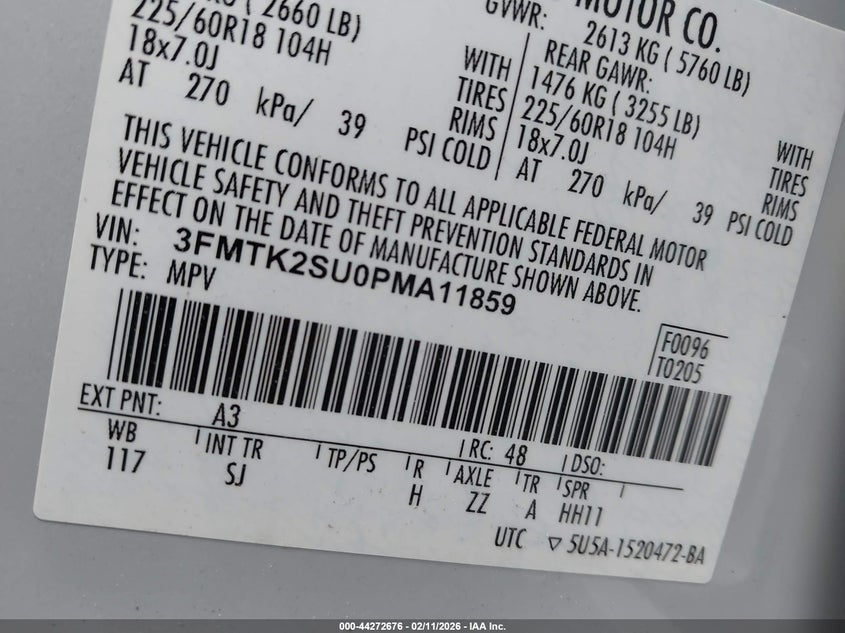 MOTOR CO.
( 2660 LB)
225/60R18 104H WITH TIRES
18x7.0J RIMS
AT 270 kPa/ 39 PSI COLD
GVWR: 2613 KG ( 5760 LB)
REAR GAWR:
1476 KG ( 3255 LB) WITH
225/60R18 104H TIRES
18x7.0J RIMS
AT 270 kPa/ 39 PSI COLD
THIS VEHICLE CONFORMS TO ALL APPLICABLE FEDERAL MOTOR
VEHICLE SAFETY AND THEFT PREVENTION STANDARDS IN
EFFECT ON THE DATE OF MANUFACTURE SHOWN ABOVE.
VIN: 3FMTK2SU0PMA11859
TYPE: MPV
F0096
T0205
EXT PNT: A3 RC: 48 DSO:
WB INT TR TP/PS R AXLE TR SPR
117 SJ H ZZ A HH11
UTC ▽ 5U5A-1520472-BA
000-44272676 - 02/11/2026 - IAA Inc.